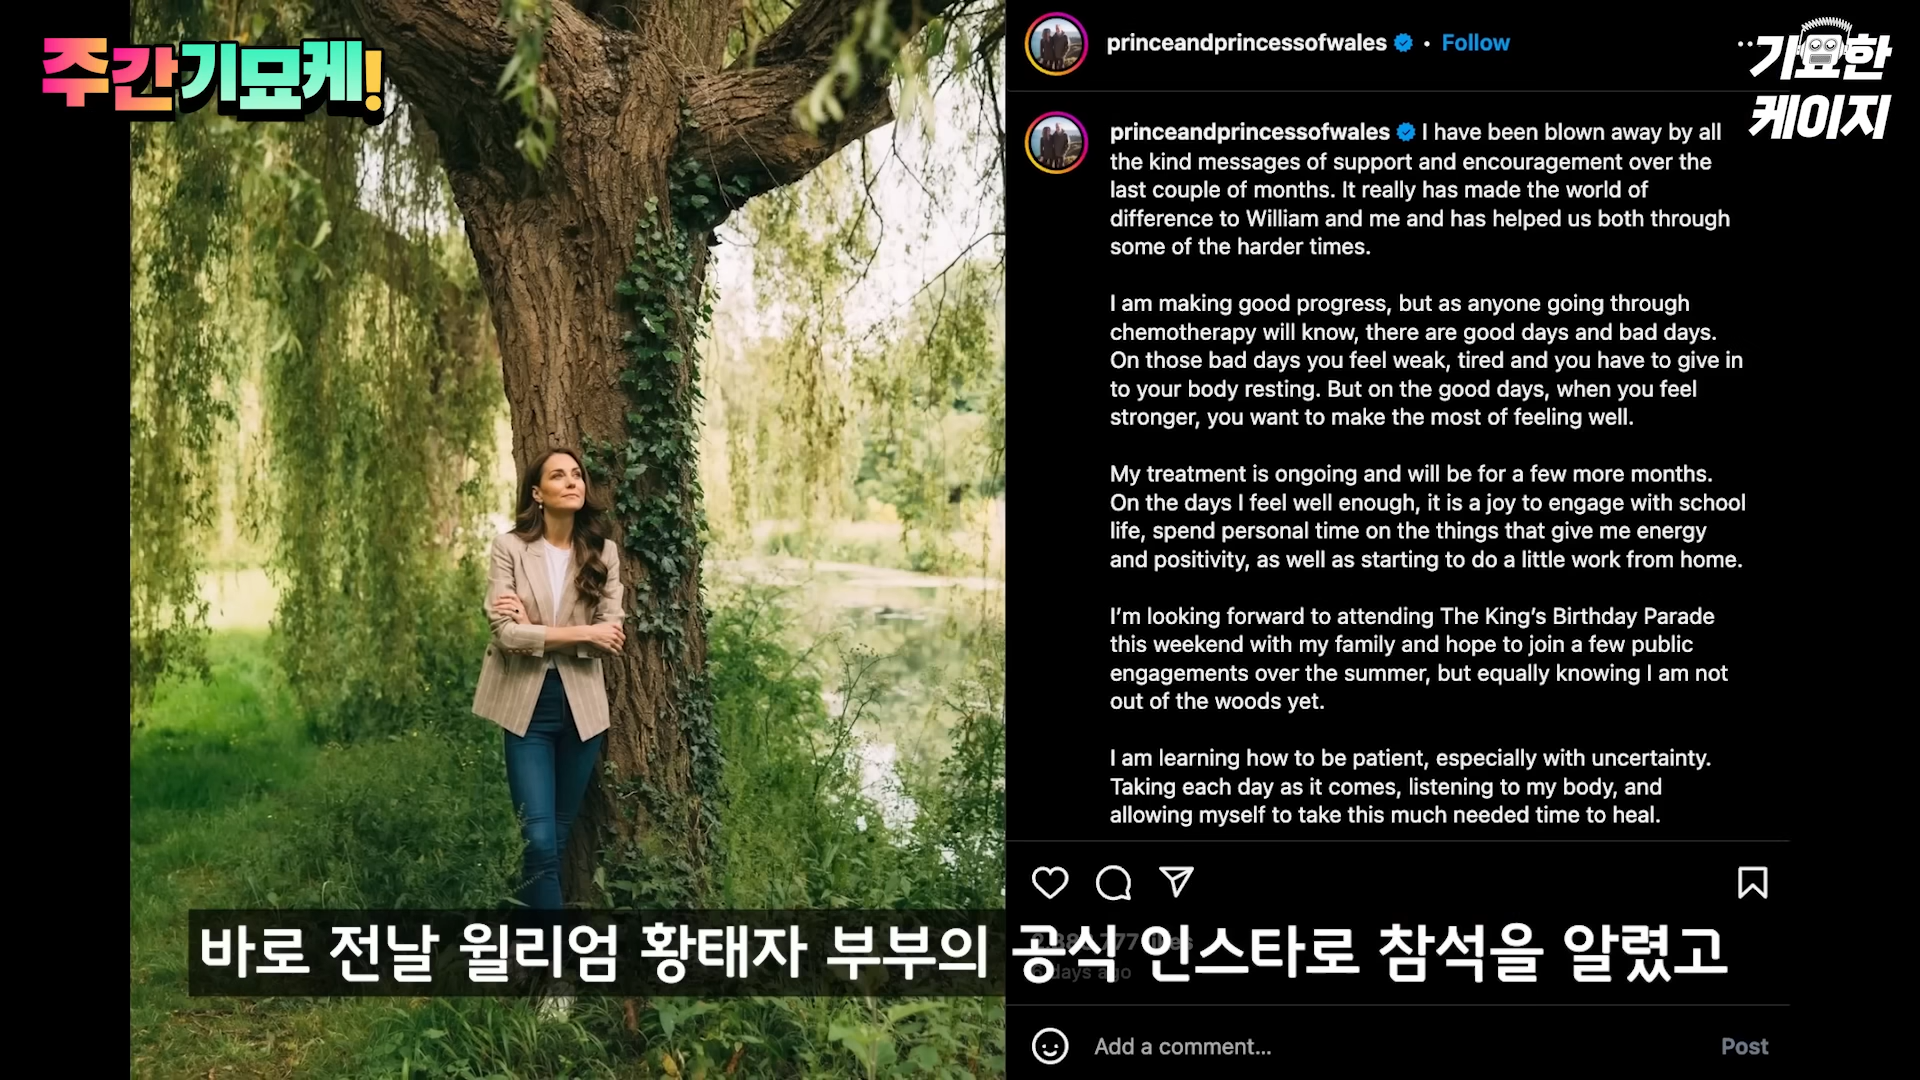 주간기묘케!
princeandprincessofwales • Follow
기묘한
케이지
princeandprincessofwales I have been blown away by all
the kind messages of support and encouragement over the
last couple of months. It really has made the world of
difference to William and me and has helped us both through
some of the harder times.
I am making good progress, but as anyone going through
chemotherapy will know, there are good days and bad days.
On those bad days you feel weak, tired and you have to give in
to your body resting. But on the good days, when you feel
stronger, you want to make the most of feeling well.
My treatment is ongoing and will be for a few more months.
On the days I feel well enough, it is a joy to engage with school
life, spend personal time on the things that give me energy
and positivity, as well as starting to do a little work from home.
I’m looking forward to attending The King’s Birthday Parade
this weekend with my family and hope to join a few public
engagements over the summer, but equally knowing I am not
out of the woods yet.
I am learning how to be patient, especially with uncertainty.
Taking each day as it comes, listening to my body, and
allowing myself to take this much needed time to heal.
바로 전날 윌리엄 황태자 부부의 공식 인스타로 참석을 알렸고
days ago
Add a comment... Post